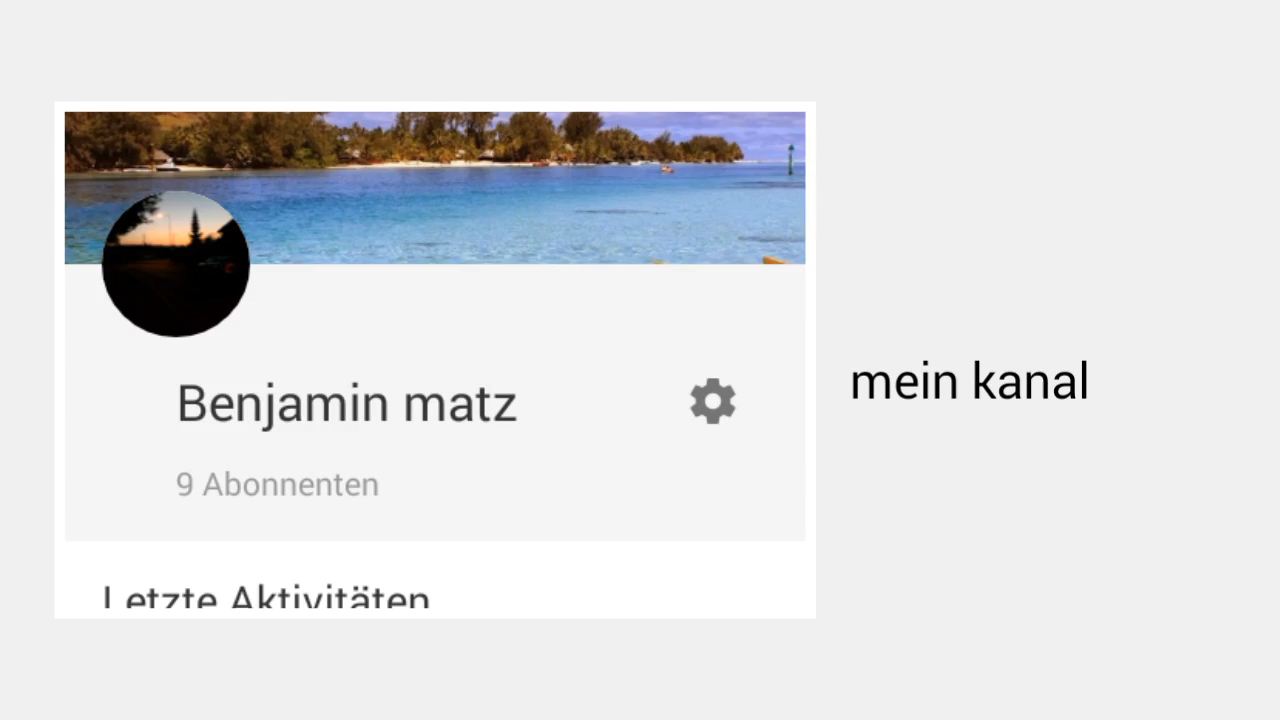 Benjamin matz
9 Abonnenten
Letzte Aktivitäten
mein kanal